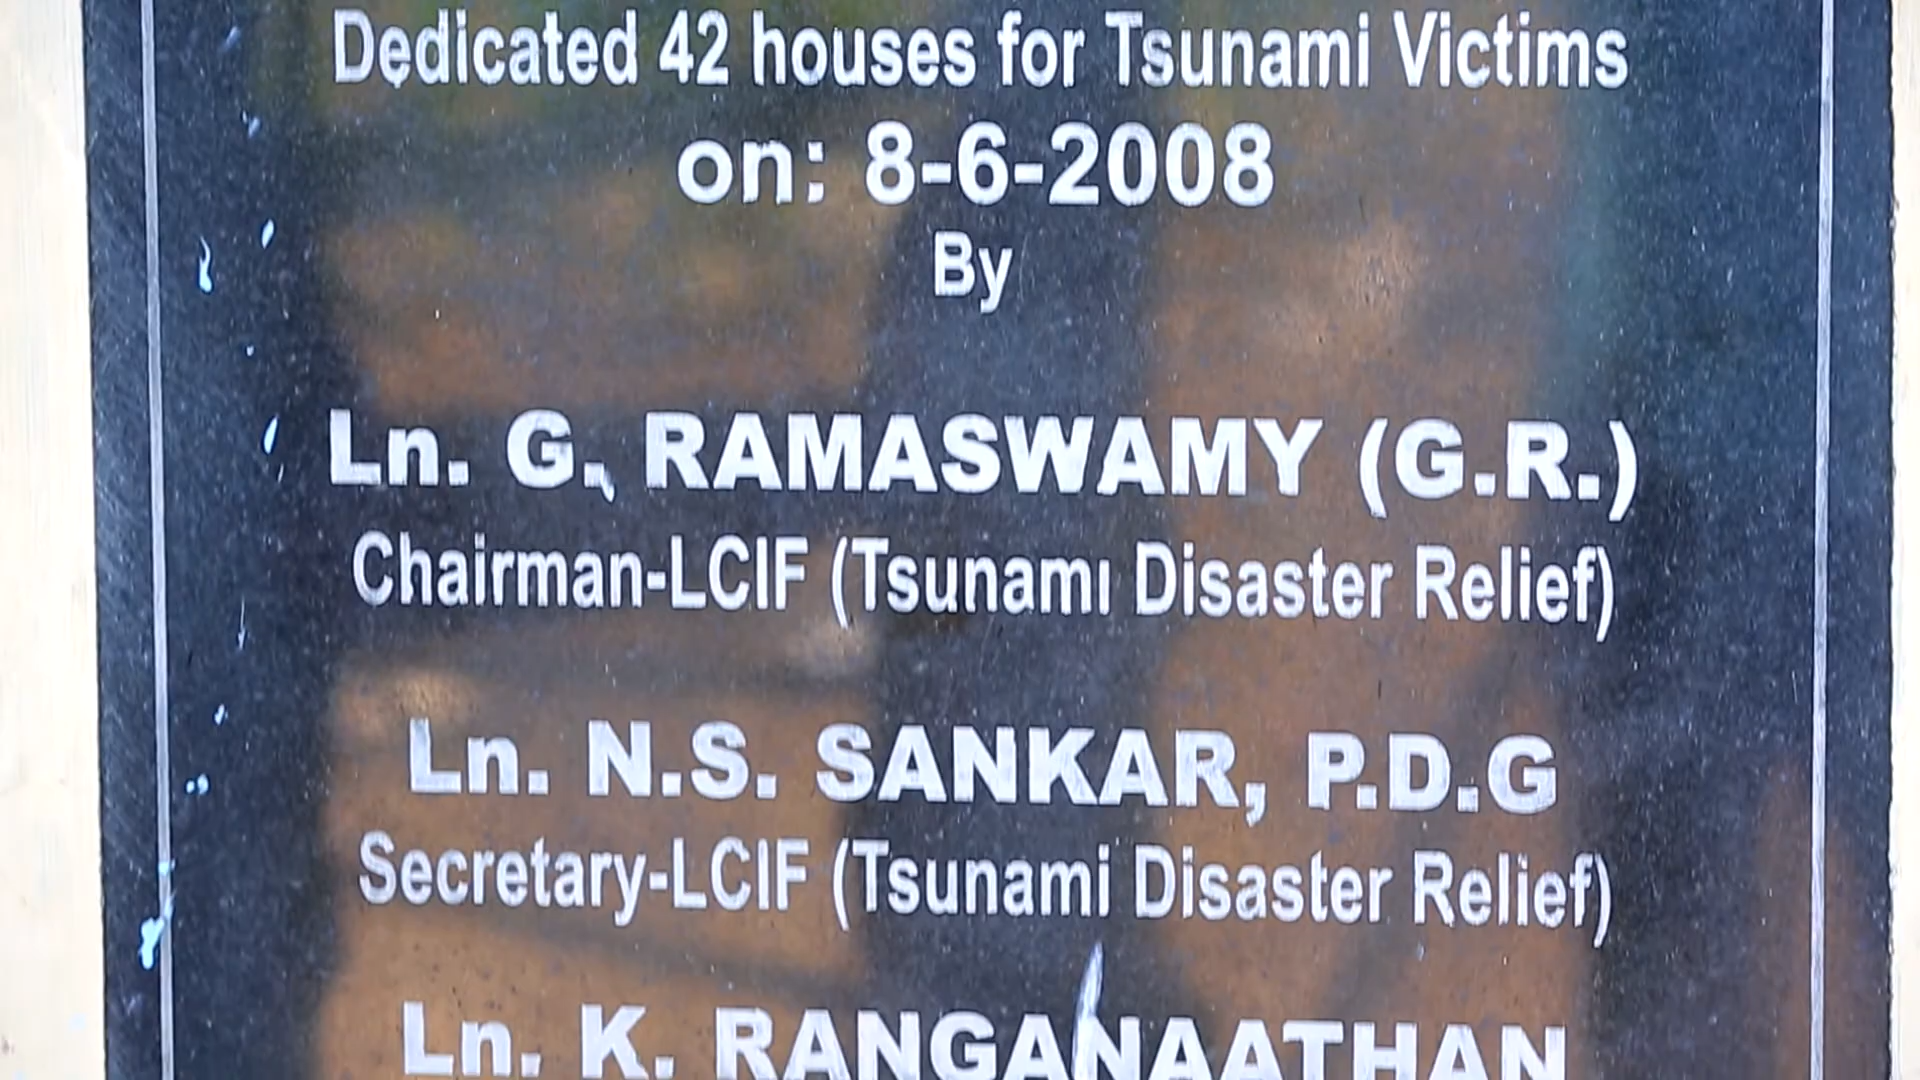 Dedicated 42 houses for Tsunami Victims
on: 8-6-2008
By
Ln. G. RAMASWAMY (G.R.)
Chairman-LCIF (Tsunami Disaster Relief)
Ln. N.S. SANKAR, P.D.G
Secretary-LCIF (Tsunami Disaster Relief)
Ln. K. RANGANAATHAN